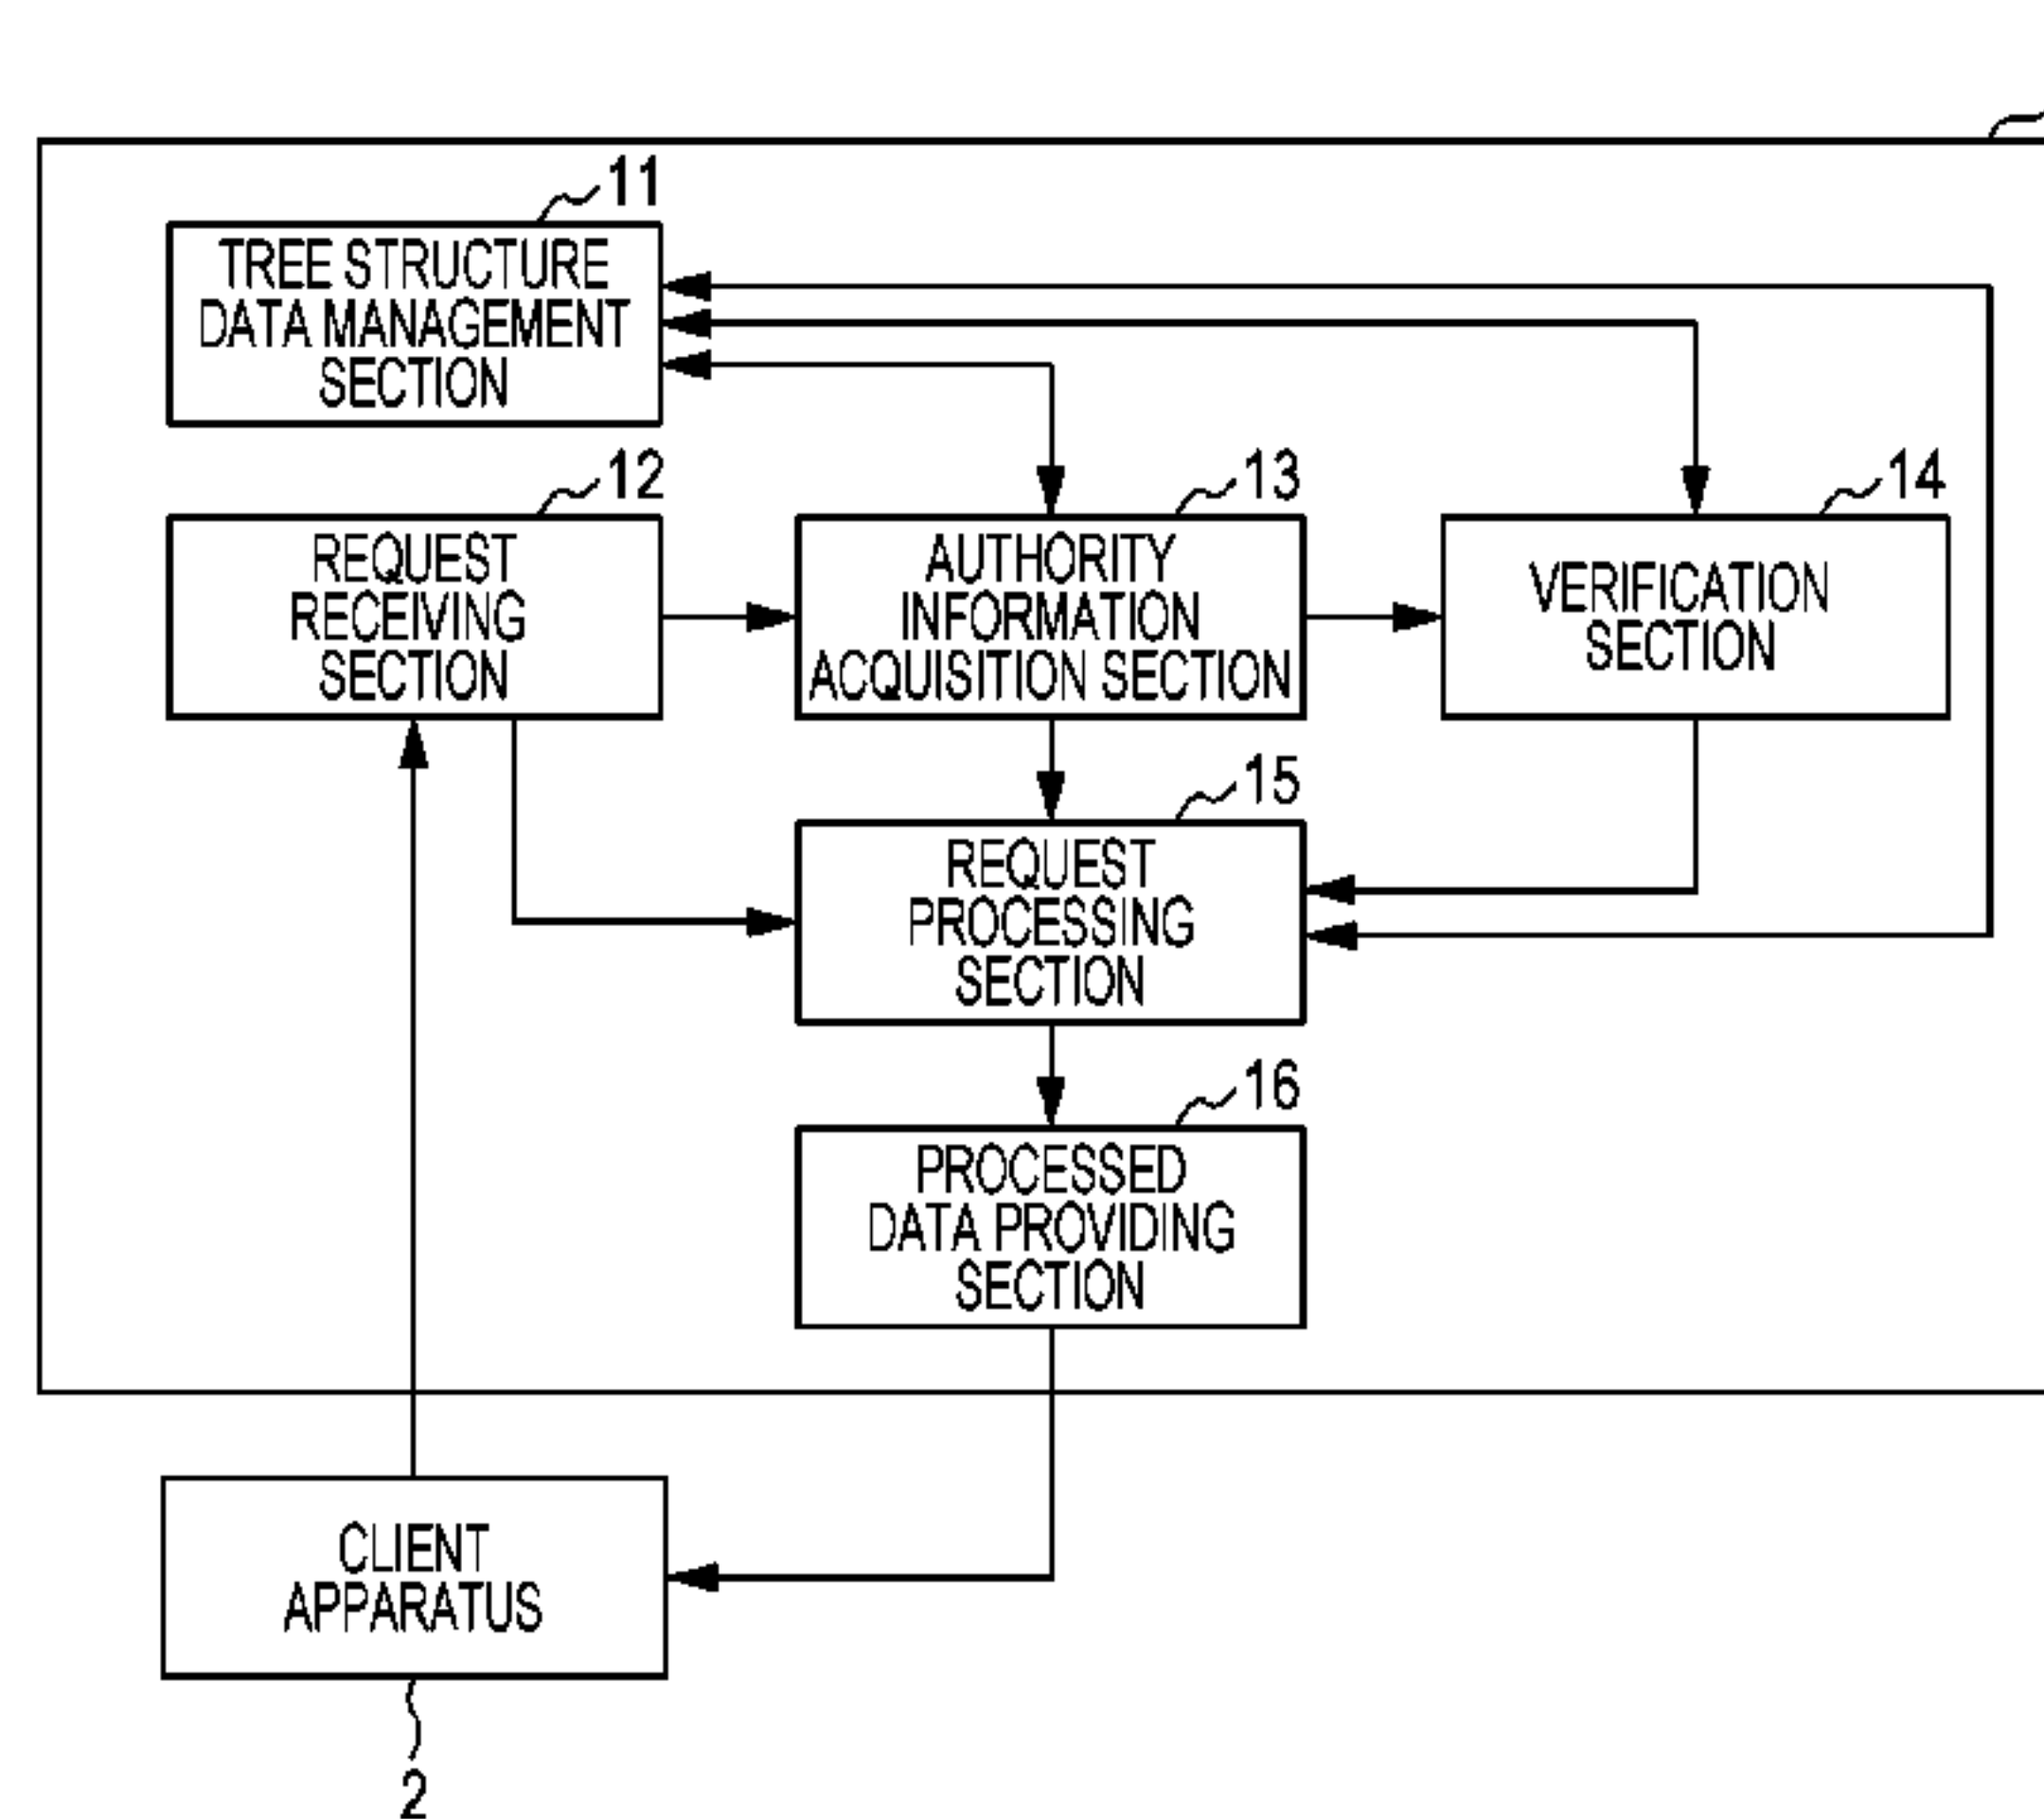 11
TREE STRUCTURE
DATA MANAGEMENT
SECTION
12
REQUEST
RECEIVING
SECTION
13
AUTHORITY
INFORMATION
ACQUISITION SECTION
14
VERIFICATION
SECTION
15
REQUEST
PROCESSING
SECTION
16
PROCESSED
DATA PROVIDING
SECTION
CLIENT
APPARATUS
2